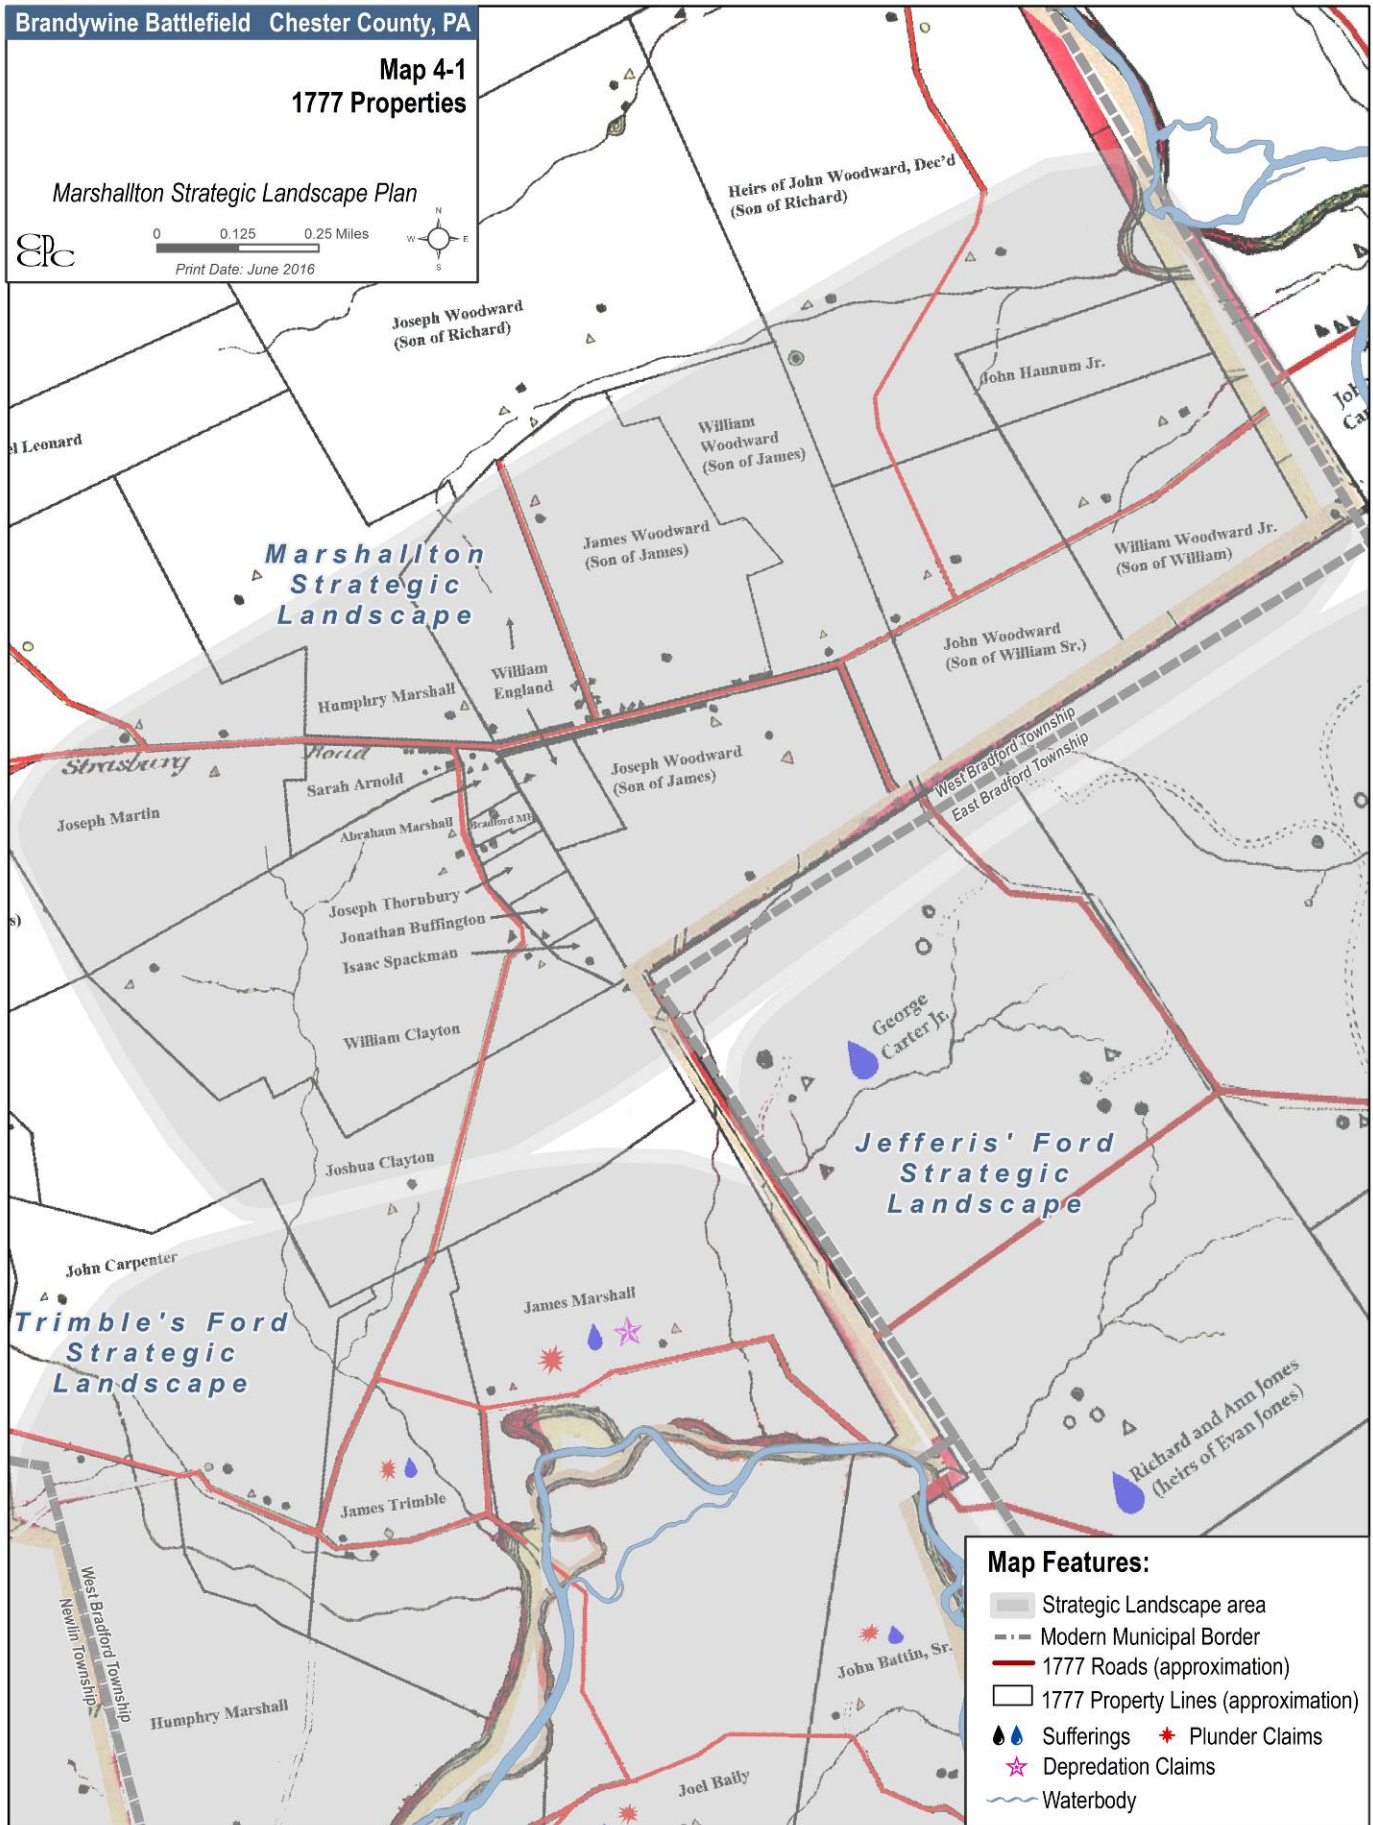 Brandywine Battlefield Chester County, PA
Map 4-1
1777 Properties
Marshallton Strategic Landscape Plan
0 0.125 0.25 Miles
N
W E
S
Print Date: June 2016
Heirs of John Woodward, Dec'd
(Son of Richard)
Joseph Woodward
(Son of Richard)
John Hannum Jr.
el Leonard
William
Woodward
(Son of James)
James Woodward
(Son of James)
William Woodward Jr.
(Son of William)
Marshallton
Strategic
Landscape
John Woodward
(Son of William Sr.)
William
England
Humphry Marshall
Strasburg Road
Joseph Woodward
(Son of James)
West Bradford Township
East Bradford Township
Sarah Arnold
Joseph Martin
Abraham Marshall
Bradford MH
Joseph Thornbury
Jonathan Buffington
Isaac Spackman
s)
William Clayton
George
Carter Jr.
Jefferis' Ford
Strategic
Landscape
Joshua Clayton
John Carpenter
James Marshall
Trimble's Ford
Strategic
Landscape
Richard and Ann Jones
(heirs of Evan Jones)
James Trimble
West Bradford Township
Newlin Township
John Battin, Sr.
Humphry Marshall
Joel Baily
Map Features:
Strategic Landscape area
Modern Municipal Border
1777 Roads (approximation)
1777 Property Lines (approximation)
Sufferings Plunder Claims
Depredation Claims
Waterbody